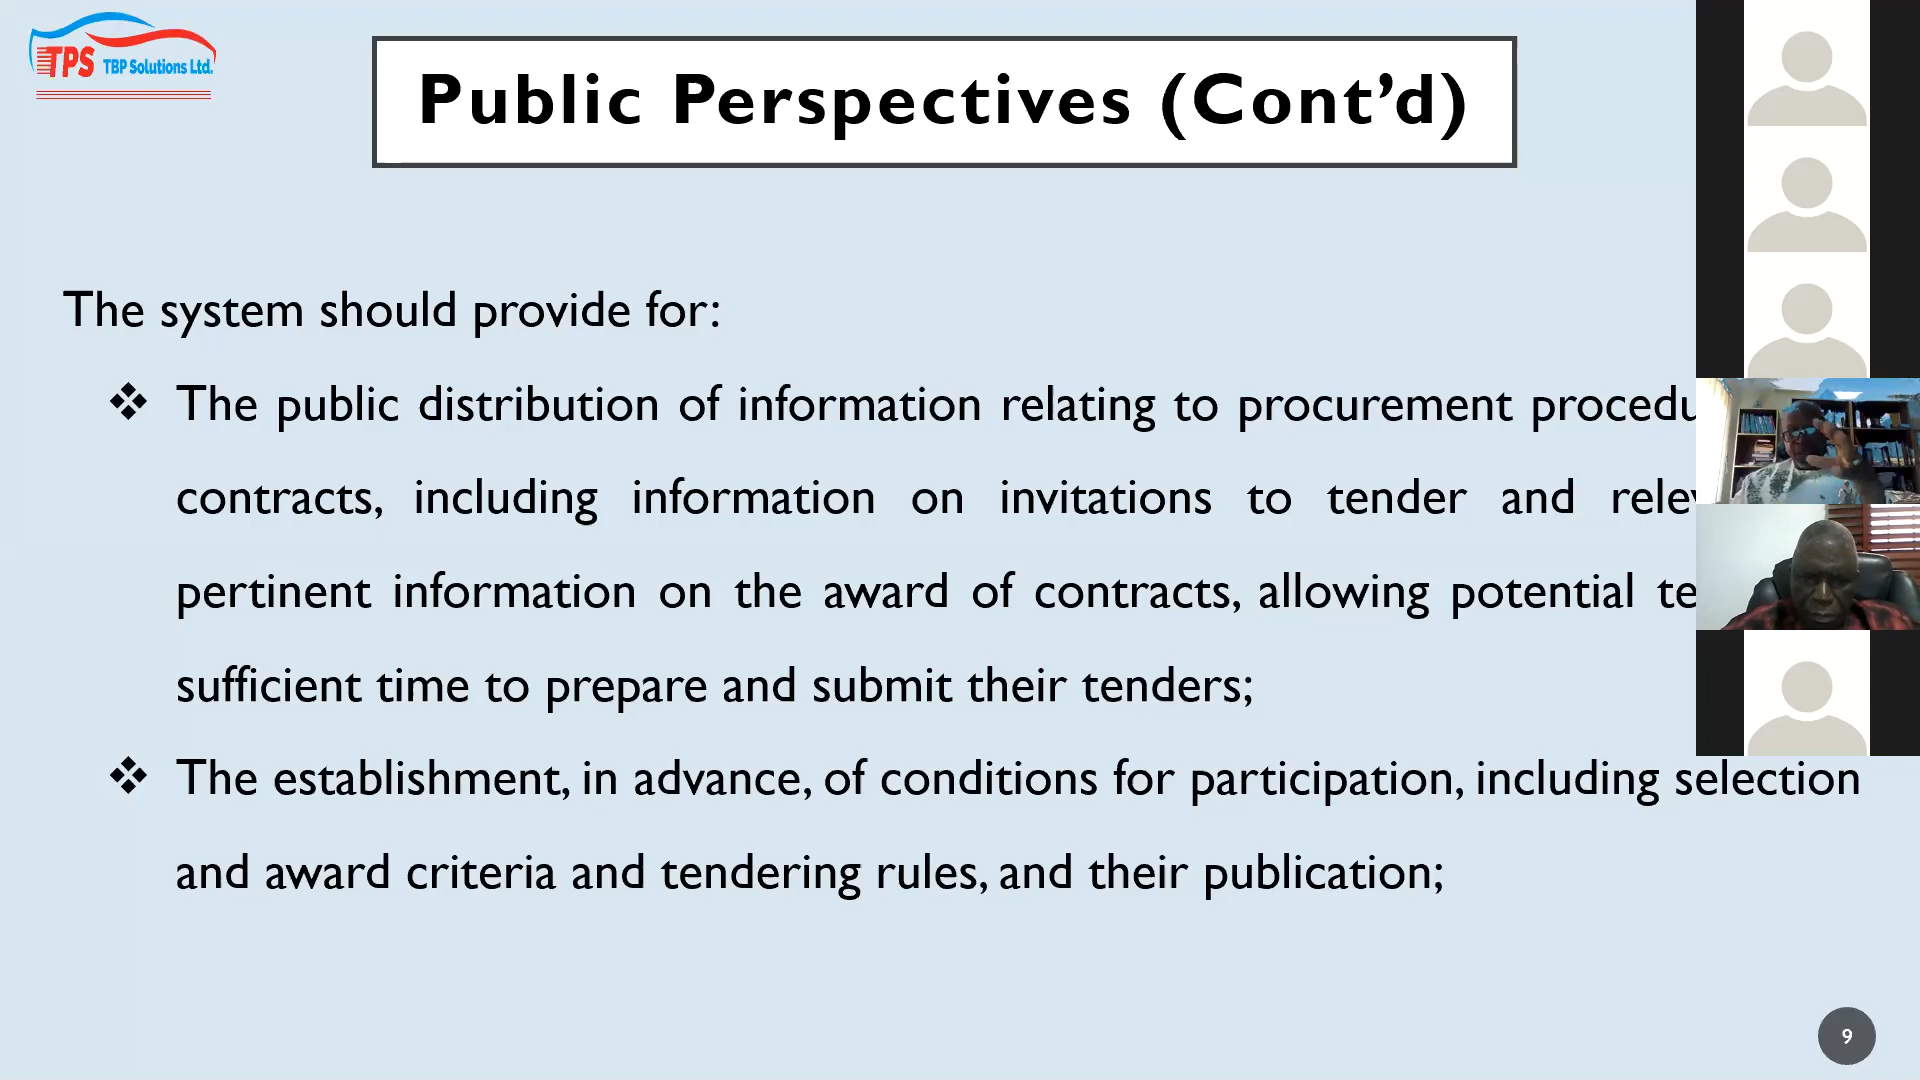 TPS TBP Solutions Ltd.
Public Perspectives (Cont’d)
The system should provide for:
❖ The public distribution of information relating to procurement
contracts, including information on invitations to tender and
pertinent information on the award of contracts, allowing potential
sufficient time to prepare and submit their tenders;
❖ The establishment, in advance, of conditions for participation, including selection
and award criteria and tendering rules, and their publication;
9